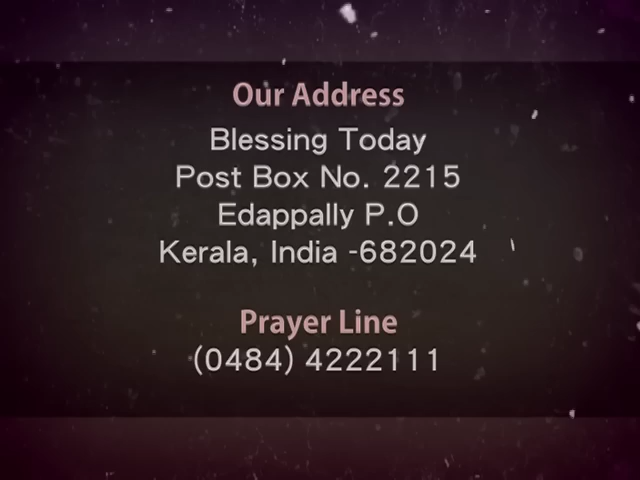 Our Address
Blessing Today
Post Box No. 2215
Edappally P.O
Kerala, India -682024
Prayer Line
(0484) 4222111